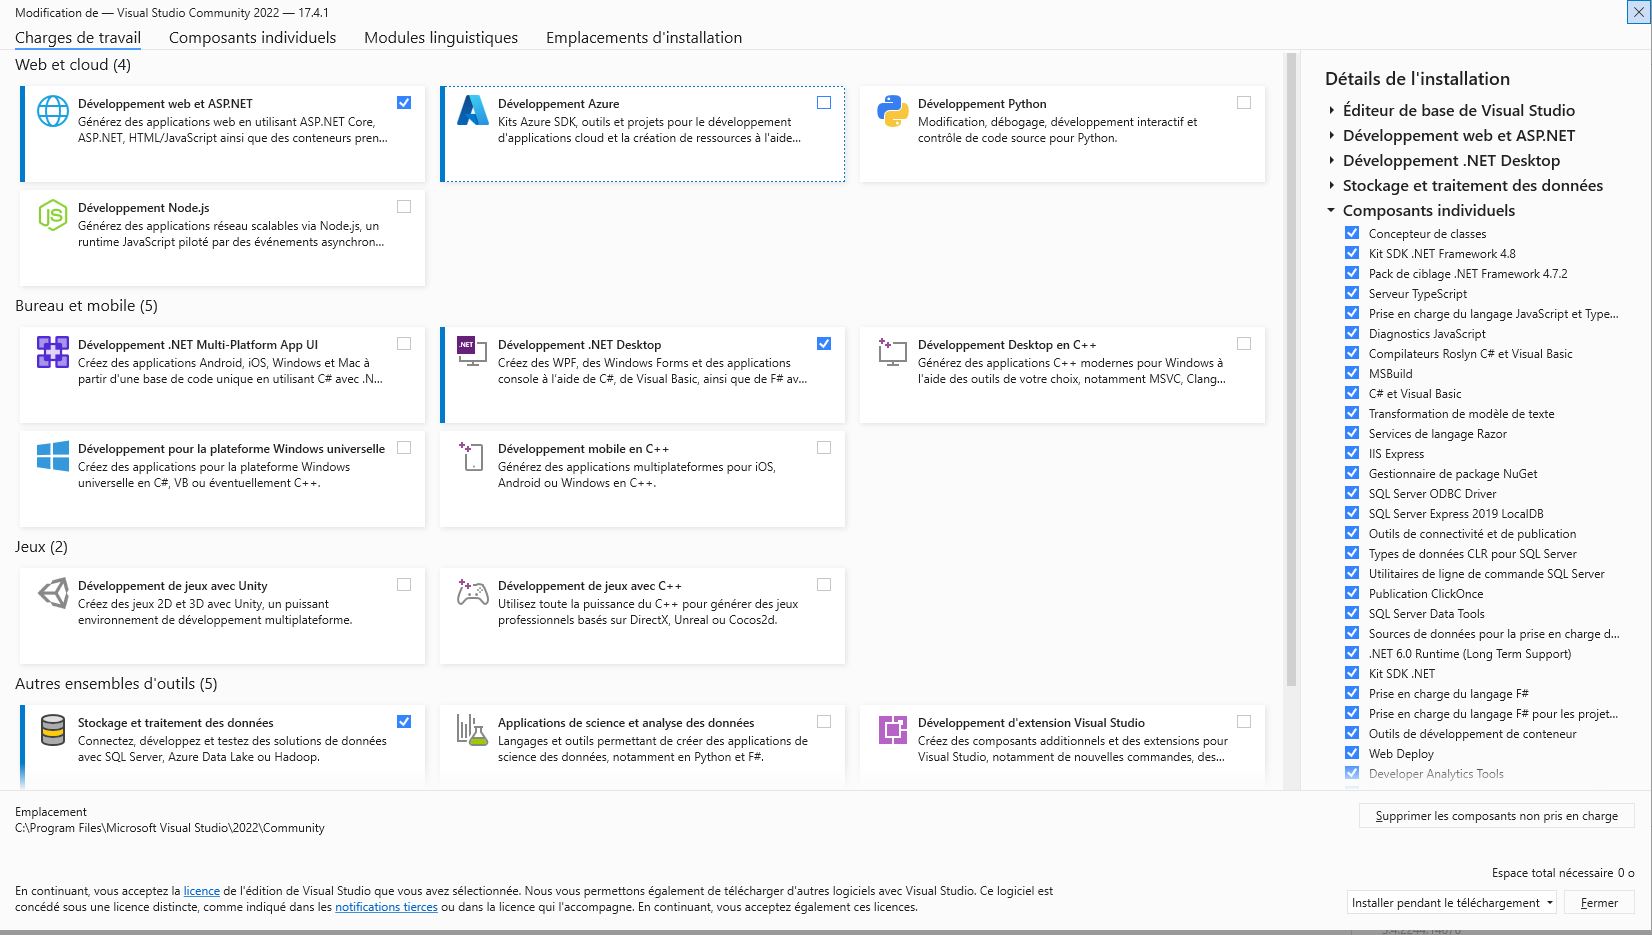 Modification de — Visual Studio Community 2022 — 17.4.1
Charges de travail
Composants individuels
Modules linguistiques
Emplacements d'installation
Web et cloud (4)
Développement web et ASP.NET
Générez des applications web en utilisant ASP.NET Core,
ASP.NET, HTML/JavaScript ainsi que des conteneurs pren...
Développement Azure
Kits Azure SDK, outils et projets pour le développement
d'applications cloud et la création de ressources à l'aide...
Développement Python
Modification, débogage, développement interactif et
contrôle de code source pour Python.
Développement Node.js
Générez des applications réseau scalables via Node.js, un
runtime JavaScript piloté par des événements asynchron...
Bureau et mobile (5)
Développement .NET Multi-Platform App UI
Créez des applications Android, iOS, Windows et Mac à
partir d'une base de code unique en utilisant C# avec .N...
.NET
Développement .NET Desktop
Créez des WPF, des Windows Forms et des applications
console à l'aide de C#, de Visual Basic, ainsi que de F# av...
Développement Desktop en C++
Générez des applications C++ modernes pour Windows à
l'aide des outils de votre choix, notamment MSVC, Clang...
Développement pour la plateforme Windows universelle
Créez des applications pour la plateforme Windows
universelle en C#, VB ou éventuellement C++.
Développement mobile en C++
Générez des applications multiplateformes pour iOS,
Android ou Windows en C++.
Jeux (2)
Développement de jeux avec Unity
Créez des jeux 2D et 3D avec Unity, un puissant
environnement de développement multiplateforme.
Développement de jeux avec C++
Utilisez toute la puissance du C++ pour générer des jeux
professionnels basés sur DirectX, Unreal ou Cocos2d.
Autres ensembles d'outils (5)
Stockage et traitement des données
Connectez, développez et testez des solutions de données
avec SQL Server, Azure Data Lake ou Hadoop.
Applications de science et analyse des données
Langages et outils permettant de créer des applications de
science des données, notamment en Python et F#.
Développement d'extension Visual Studio
Créez des composants additionnels et des extensions pour
Visual Studio, notamment de nouvelles commandes, des...
Détails de l'installation
Éditeur de base de Visual Studio
Développement web et ASP.NET
Développement .NET Desktop
Stockage et traitement des données
Composants individuels
Concepteur de classes
Kit SDK .NET Framework 4.8
Pack de ciblage .NET Framework 4.7.2
Serveur TypeScript
Prise en charge du langage JavaScript et Type...
Diagnostics JavaScript
Compilateurs Roslyn C# et Visual Basic
MSBuild
C# et Visual Basic
Transformation de modèle de texte
Services de langage Razor
IIS Express
Gestionnaire de package NuGet
SQL Server ODBC Driver
SQL Server Express 2019 LocalDB
Outils de connectivité et de publication
Types de données CLR pour SQL Server
Utilitaires de ligne de commande SQL Server
Publication ClickOnce
SQL Server Data Tools
Sources de données pour la prise en charge d...
.NET 6.0 Runtime (Long Term Support)
Kit SDK .NET
Prise en charge du langage F#
Prise en charge du langage F# pour les projet...
Outils de développement de conteneur
Web Deploy
Developer Analytics Tools
Emplacement
C:\Program Files\Microsoft Visual Studio\2022\Community
Supprimer les composants non pris en charge
Espace total nécessaire 0 o
En continuant, vous acceptez la licence de l'édition de Visual Studio que vous avez sélectionnée. Nous vous permettons également de télécharger d'autres logiciels avec Visual Studio. Ce logiciel est
concédé sous une licence distincte, comme indiqué dans les notifications tierces ou dans la licence qui l'accompagne. En continuant, vous acceptez également ces licences.
Installer pendant le téléchargement
Fermer